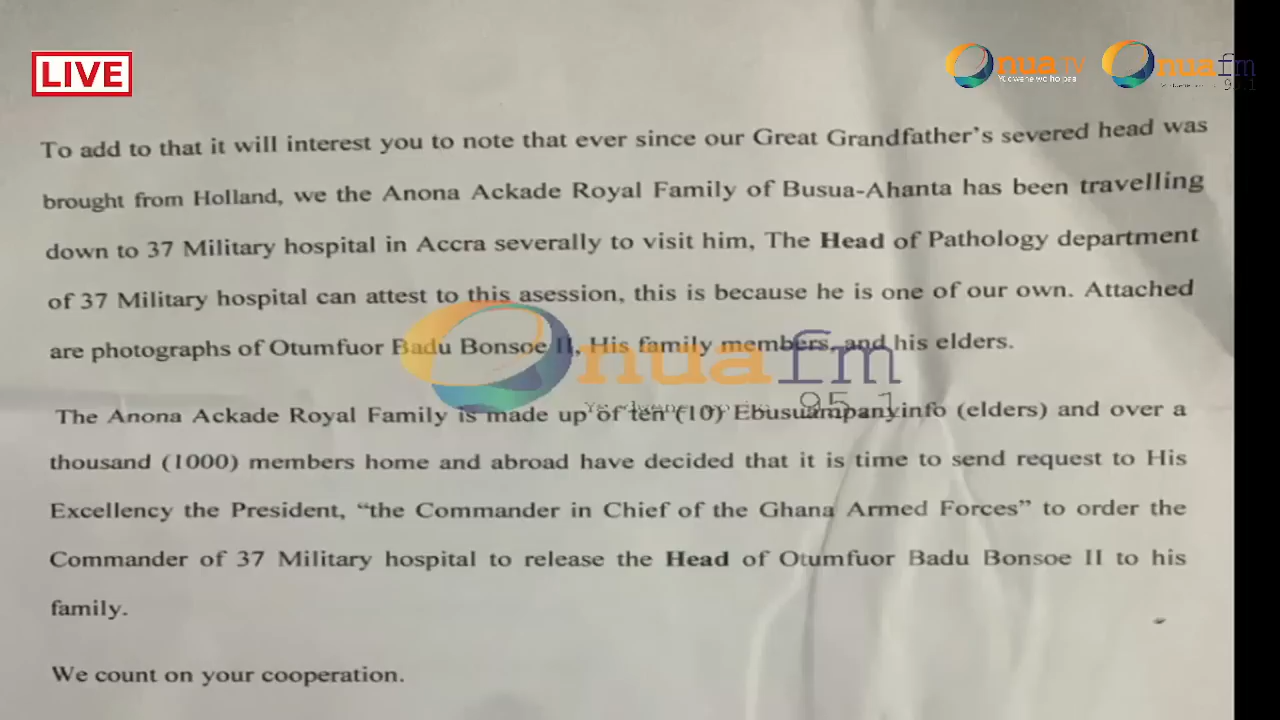 LIVE
nua TV
nua fm
95.1
To add to that it will interest you to note that ever since our Great Grandfather's severed head was
brought from Holland, we the Anona Ackade Royal Family of Busua-Ahanta has been travelling
down to 37 Military hospital in Accra severally to visit him, The Head of Pathology department
of 37 Military hospital can attest to this asession, this is because he is one of our own. Attached
are photographs of Otumfuor Badu Bonsoe II, His family members, and his elders.
nua fm
95.1
The Anona Ackade Royal Family is made up of ten (10) Ebusuampanyinfo (elders) and over a
thousand (1000) members home and abroad have decided that it is time to send request to His
Excellency the President, “the Commander in Chief of the Ghana Armed Forces” to order the
Commander of 37 Military hospital to release the Head of Otumfuor Badu Bonsoe II to his
family.
We count on your cooperation.